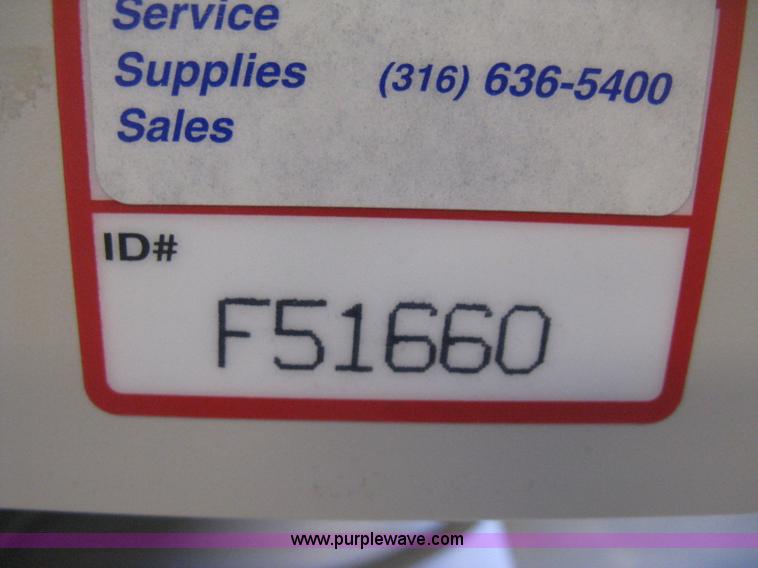 Service
Supplies (316) 636-5400
Sales
ID#
F51660
www.purplewave.com